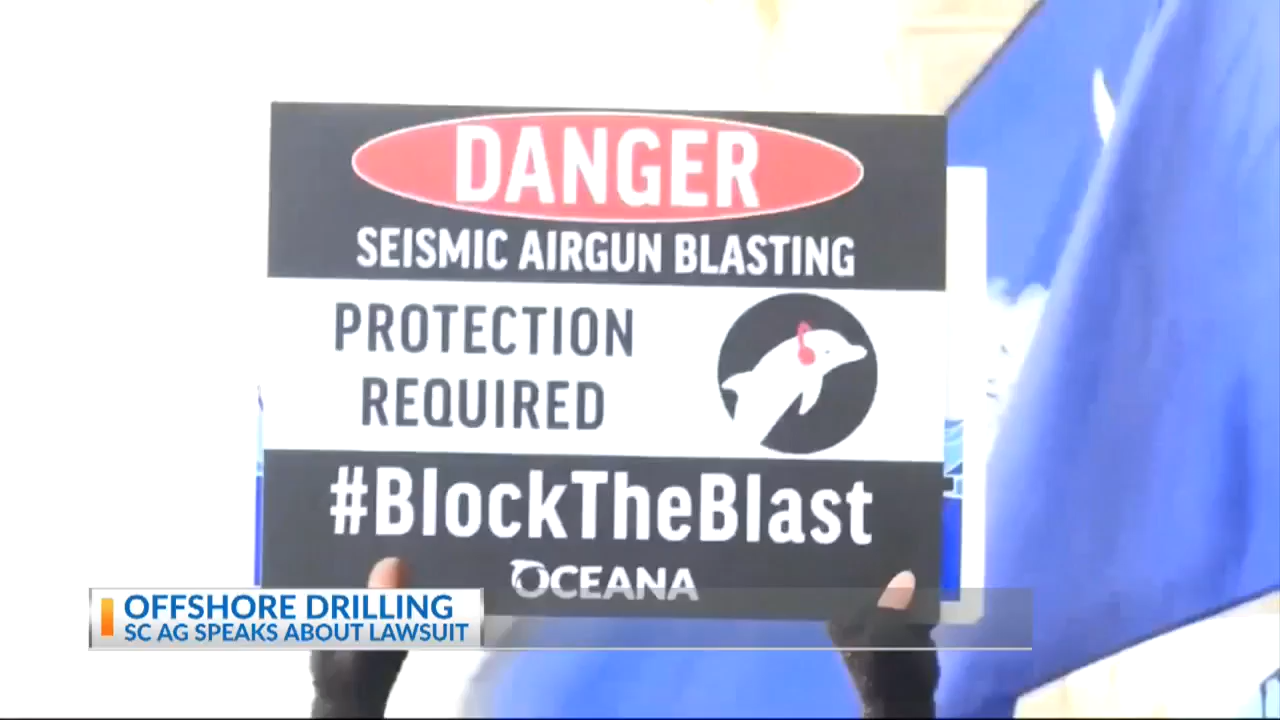 DANGER
SEISMIC AIRGUN BLASTING
PROTECTION
REQUIRED
#BlockTheBlast
OCEANA
OFFSHORE DRILLING
SC AG SPEAKS ABOUT LAWSUIT